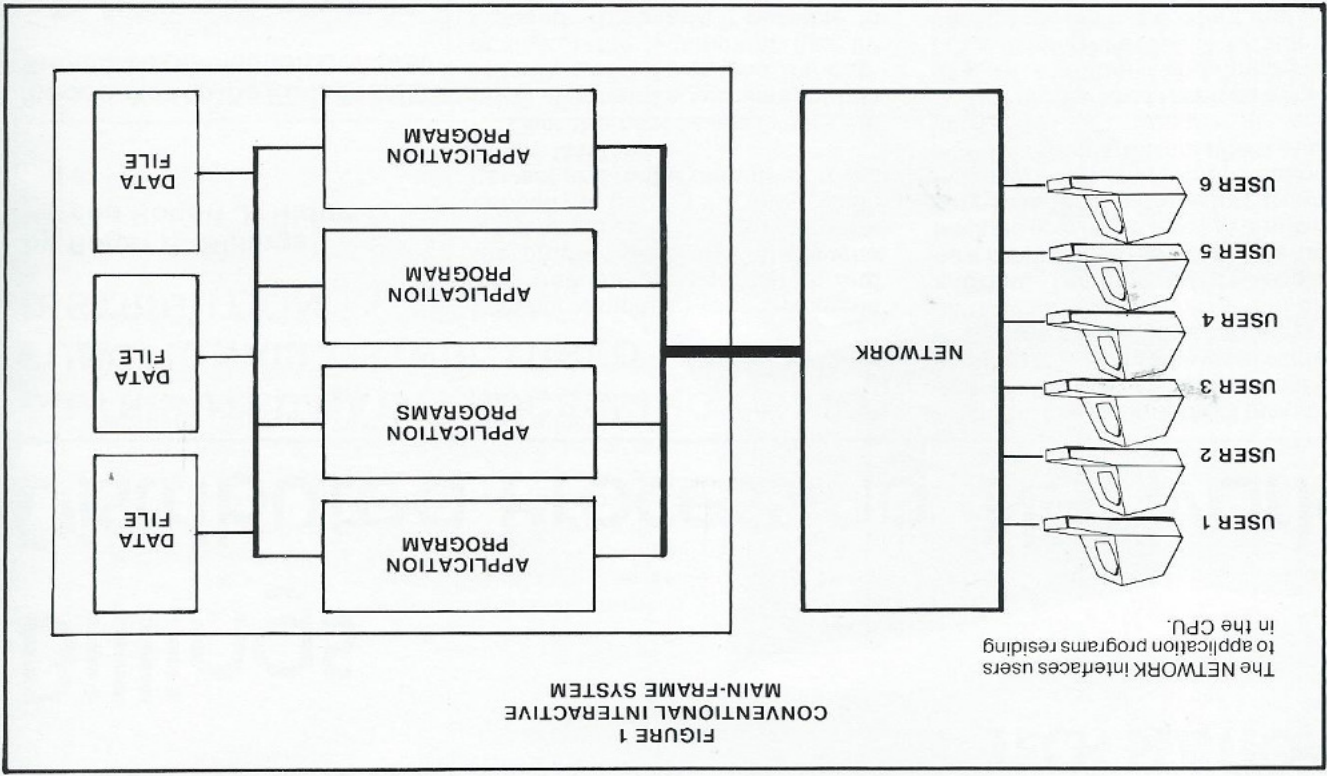 FIGURE 1
CONVENTIONAL INTERACTIVE
MAIN-FRAME SYSTEM
The NETWORK interfaces users
to application programs residing
in the CPU.
USER 1
USER 2
USER 3
USER 4
USER 5
USER 6
NETWORK
APPLICATION
PROGRAM
APPLICATION
PROGRAMS
APPLICATION
PROGRAM
APPLICATION
PROGRAM
DATA
FILE
DATA
FILE
DATA
FILE